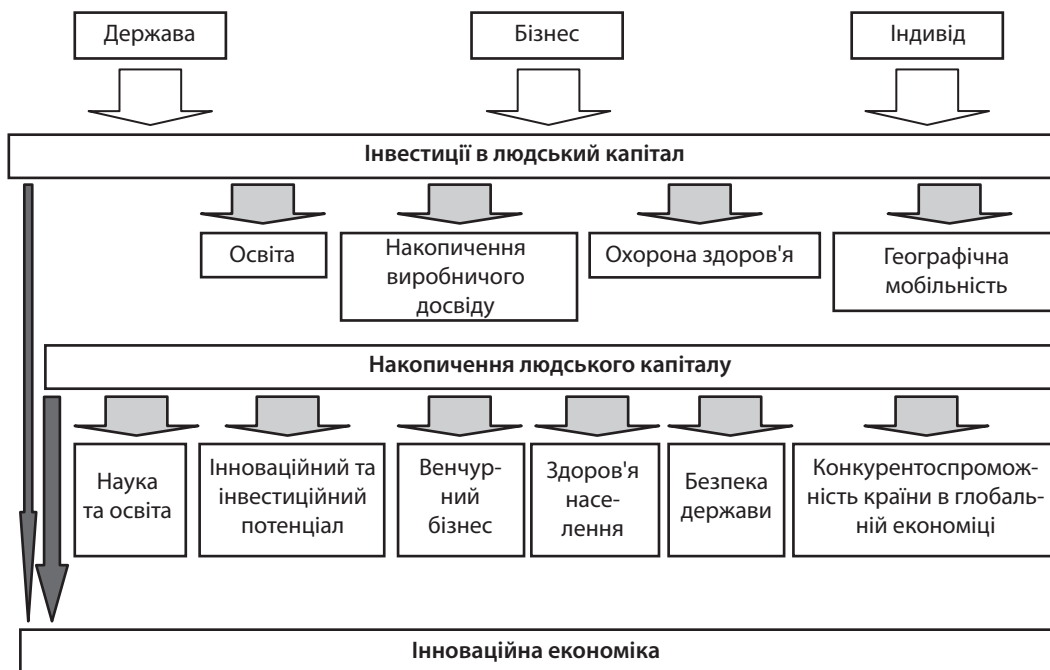 Держава
Бізнес
Індивід
Інвестиції в людський капітал
Освіта
Накопичення
виробничого
досвіду
Охорона здоров'я
Географічна
мобільність
Накопичення людського капіталу
Наука
та освіта
Інноваційний та
інвестиційний
потенціал
Венчур-
ний
бізнес
Здоров'я
насе-
лення
Безпека
держави
Конкурентоспромож-
ність країни в глобаль-
ній економіці
Інноваційна економіка